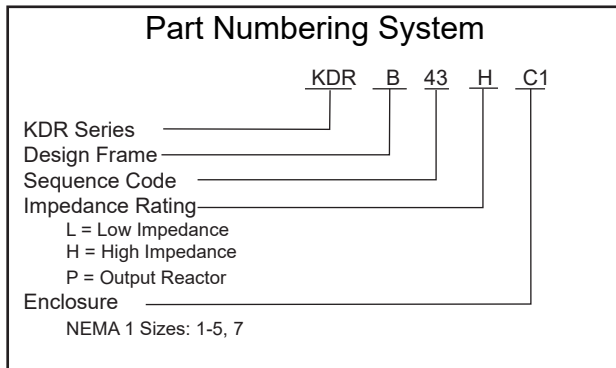 Part Numbering System
KDR B 43 H C1
KDR Series
Design Frame
Sequence Code
Impedance Rating
L = Low Impedance
H = High Impedance
P = Output Reactor
Enclosure
NEMA 1 Sizes: 1-5, 7